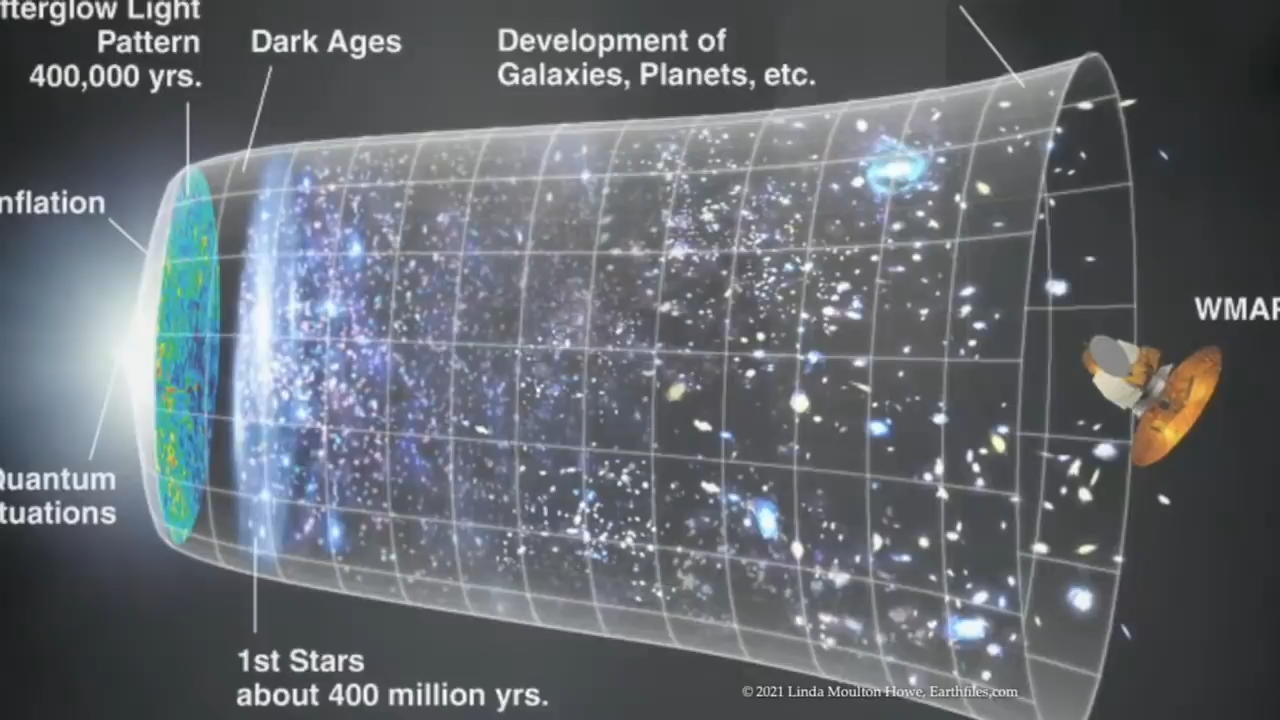 fterglow Light
Pattern
400,000 yrs.
Dark Ages
Development of
Galaxies, Planets, etc.
nflation
WMAP
Quantum
tuations
1st Stars
about 400 million yrs.
© 2021 Linda Moulton Howe, Earthfiles.com